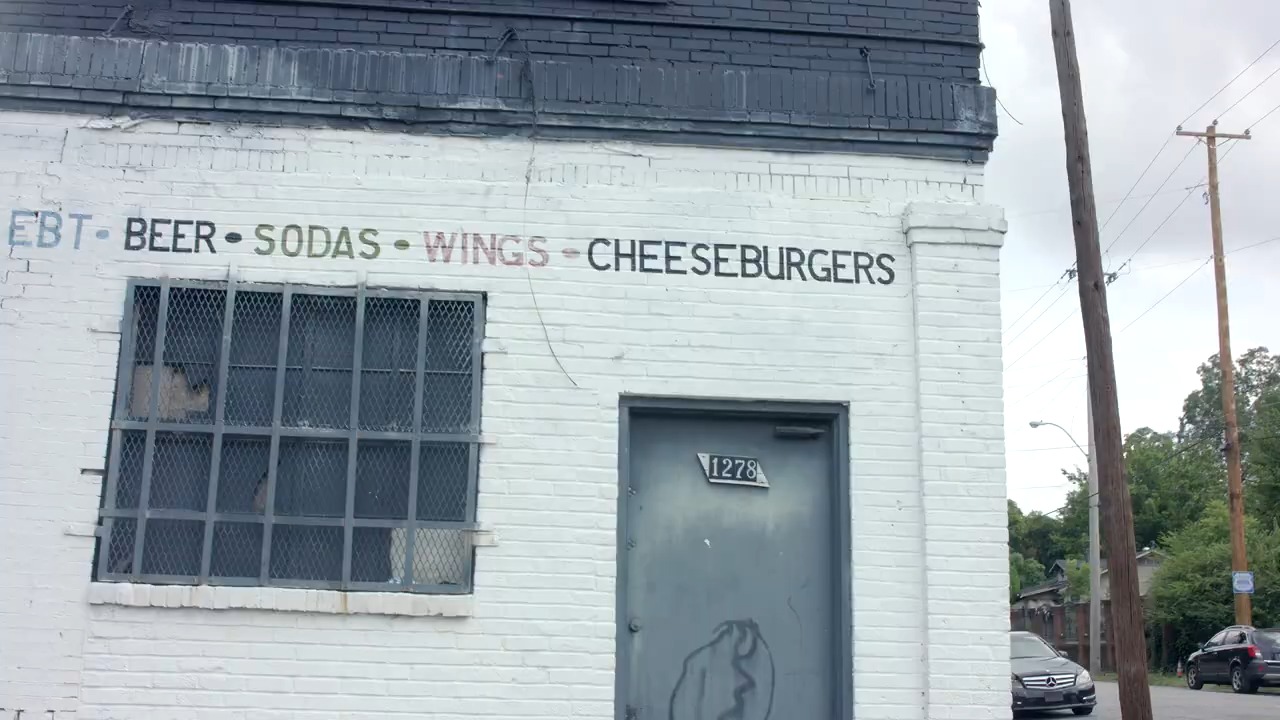 EBT • BEER • SODAS • WINGS • CHEESEBURGERS
1278